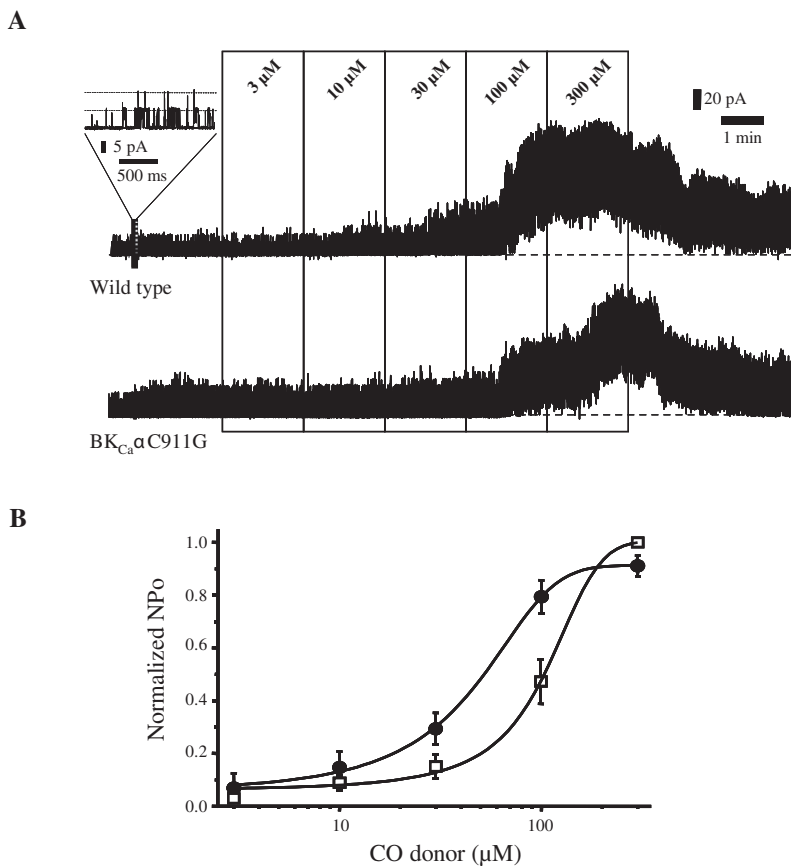 A
3 µM
10 µM
30 µM
100 µM
300 µM
20 pA
1 min
5 pA
500 ms
Wild type
BKCaαC911G
B
Normalized NPo
1.0
0.8
0.6
0.4
0.2
0.0
10
100
CO donor (µM)